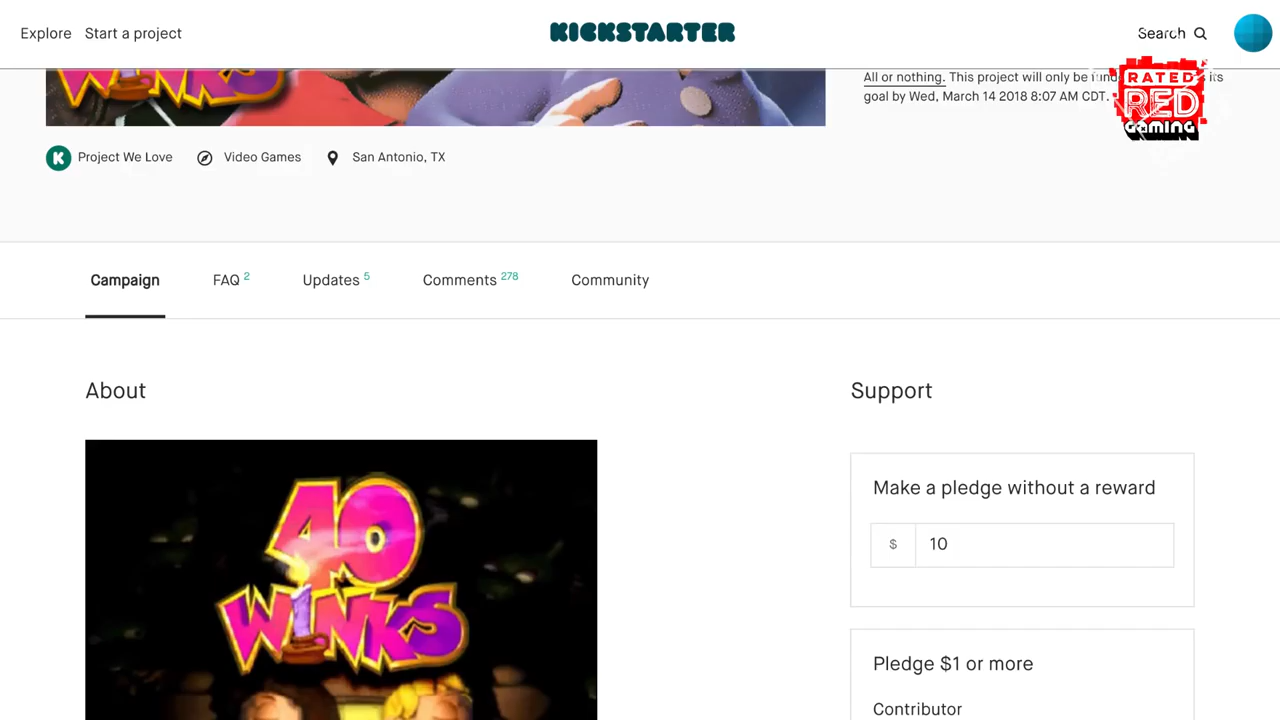 Explore Start a project KICKSTARTER Search
WINKS
All or nothing. This project will only be its
goal by Wed, March 14 2018 8:07 AM CDT.
RATED
RED
GAMING
K Project We Love Video Games San Antonio, TX
Campaign FAQ 2 Updates 5 Comments 278 Community
About Support
Make a pledge without a reward
$ 10
40
WINKS
Pledge $1 or more
Contributor